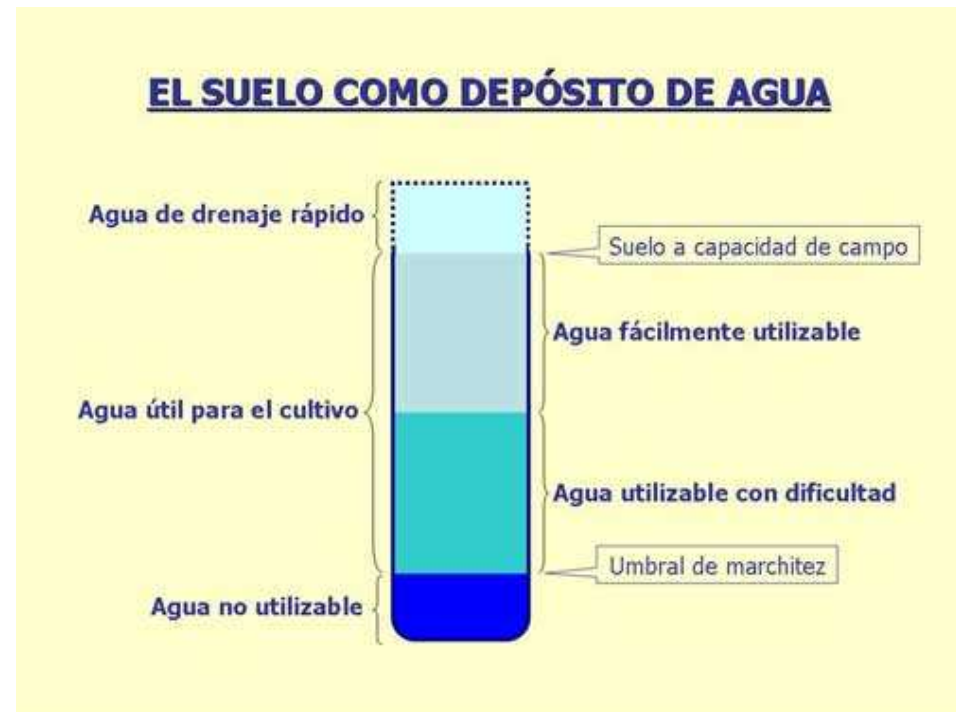 EL SUELO COMO DEPÓSITO DE AGUA
Agua de drenaje rápido
Suelo a capacidad de campo
Agua fácilmente utilizable
Agua útil para el cultivo
Agua utilizable con dificultad
Umbral de marchitez
Agua no utilizable